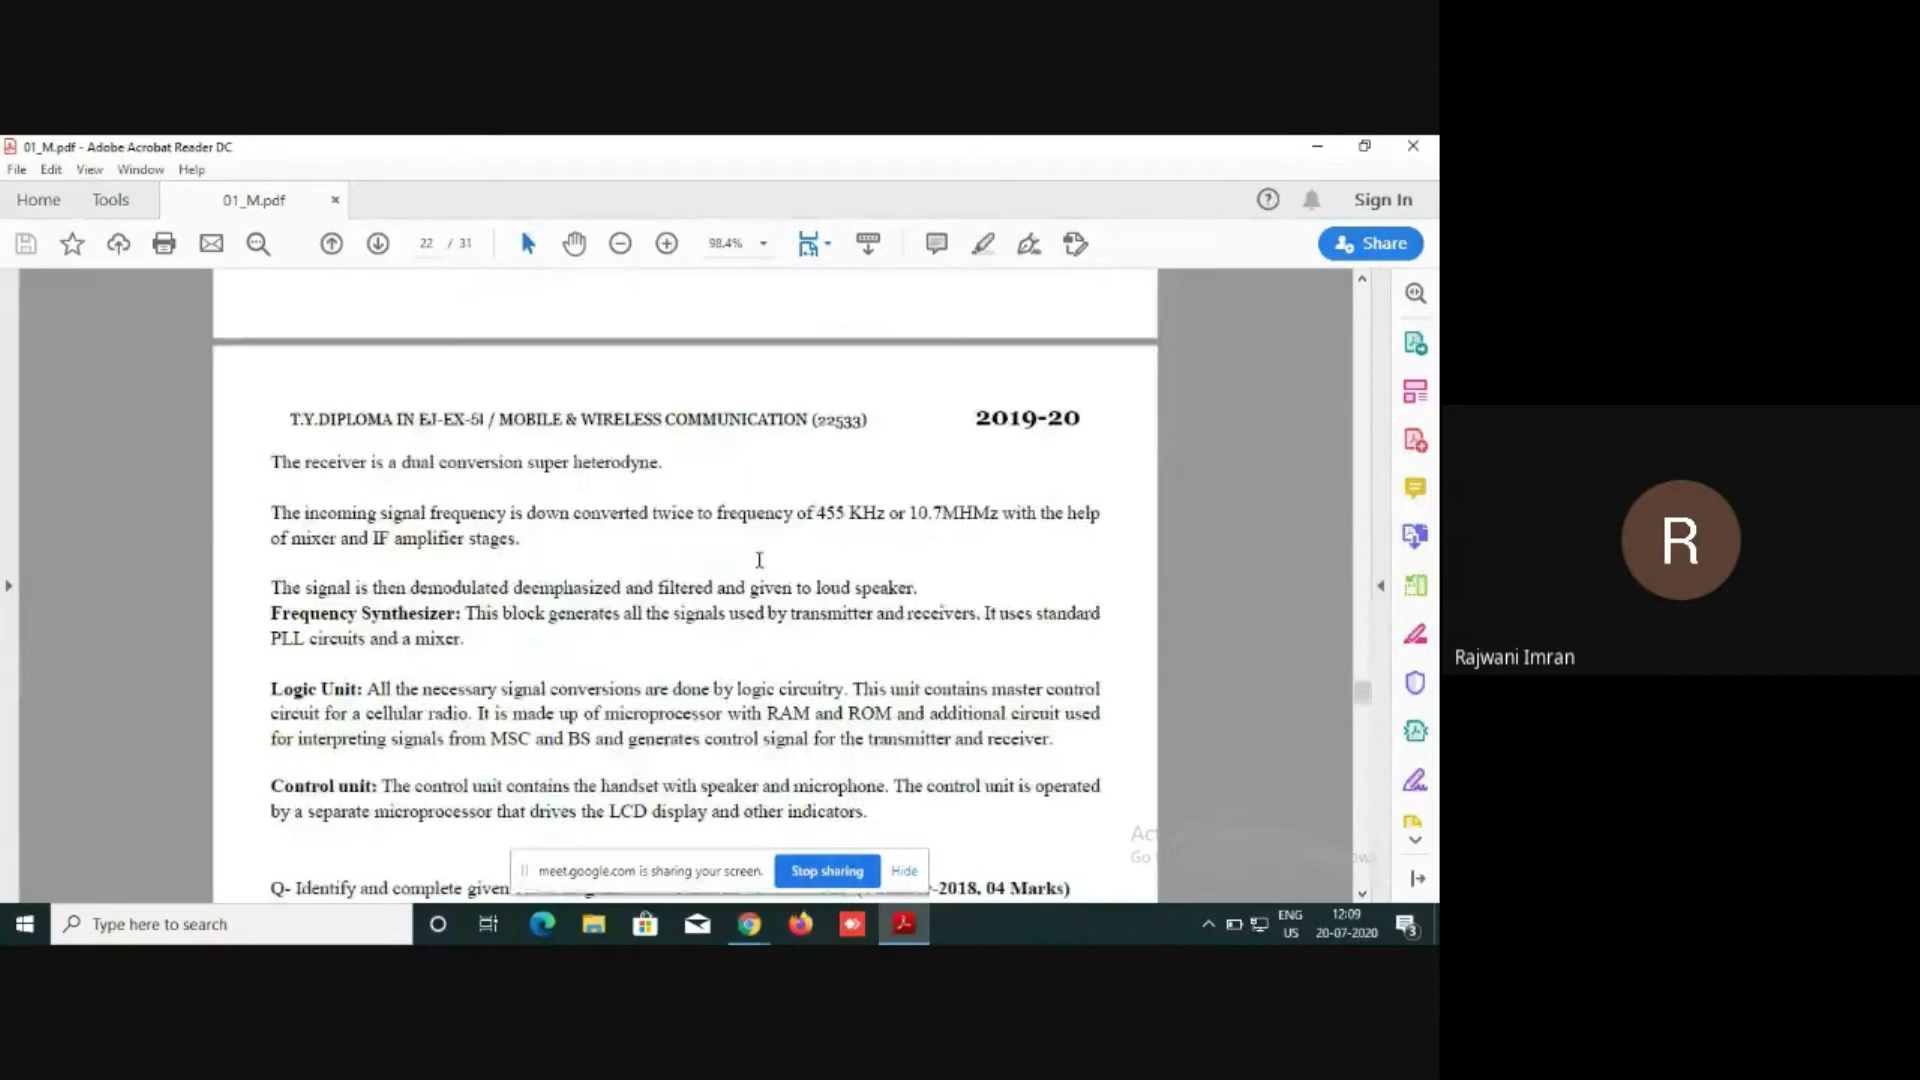 01_M.pdf - Adobe Acrobat Reader DC
File Edit View Window Help
Home Tools 01_M.pdf × Sign In
22 / 31 98.4% Share
T.Y.DIPLOMA IN EJ-EX-5I / MOBILE & WIRELESS COMMUNICATION (22533) 2019-20
The receiver is a dual conversion super heterodyne.
The incoming signal frequency is down converted twice to frequency of 455 KHz or 10.7MHMz with the help
of mixer and IF amplifier stages.
The signal is then demodulated deemphasized and filtered and given to loud speaker.
Frequency Synthesizer: This block generates all the signals used by transmitter and receivers. It uses standard
PLL circuits and a mixer.
Logic Unit: All the necessary signal conversions are done by logic circuitry. This unit contains master control
circuit for a cellular radio. It is made up of microprocessor with RAM and ROM and additional circuit used
for interpreting signals from MSC and BS and generates control signal for the transmitter and receiver.
Control unit: The control unit contains the handset with speaker and microphone. The control unit is operated
by a separate microprocessor that drives the LCD display and other indicators.
Act
Go
meet.google.com is sharing your screen. Stop sharing Hide
Q- Identify and complete given -2018, 04 Marks)
Type here to search
ENG 12:09
US 20-07-2020 3
R
Rajwani Imran